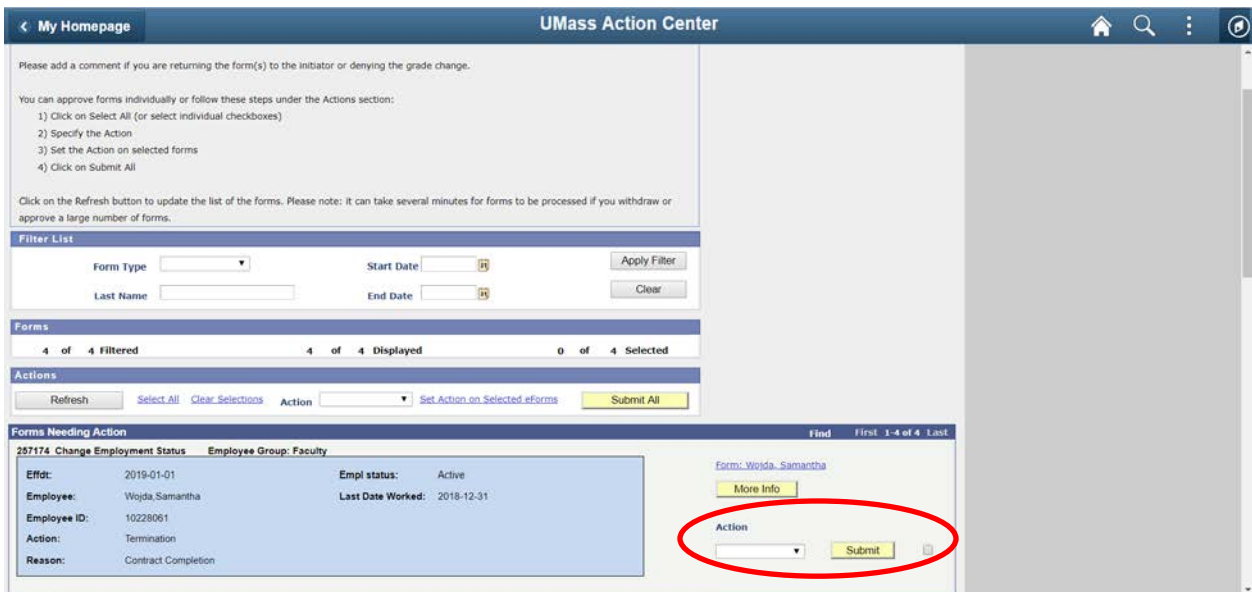 My Homepage
UMass Action Center
Please add a comment if you are returning the form(s) to the initiator or denying the grade change.
You can approve forms individually or follow these steps under the Actions section:
1) Click on Select All (or select individual checkboxes)
2) Specify the Action
3) Set the Action on selected forms
4) Click on Submit All
Click on the Refresh button to update the list of the forms. Please note: it can take several minutes for forms to be processed if you withdraw or
approve a large number of forms.
Filter List
Form Type Start Date Apply Filter
Last Name End Date Clear
Forms
4 of 4 Filtered 4 of 4 Displayed 0 of 4 Selected
Actions
Refresh Select All Clear Selections Action Set Action on Selected eForms Submit All
Forms Needing Action Find First 1-4 of 4 Last
257174 Change Employment Status Employee Group: Faculty
Effdt: 2019-01-01 Empl status: Active
Employee: Wojda,Samantha Last Date Worked: 2018-12-31
Employee ID: 10228061
Action: Termination
Reason: Contract Completion
Form: Wojda, Samantha
More Info
Action
Submit